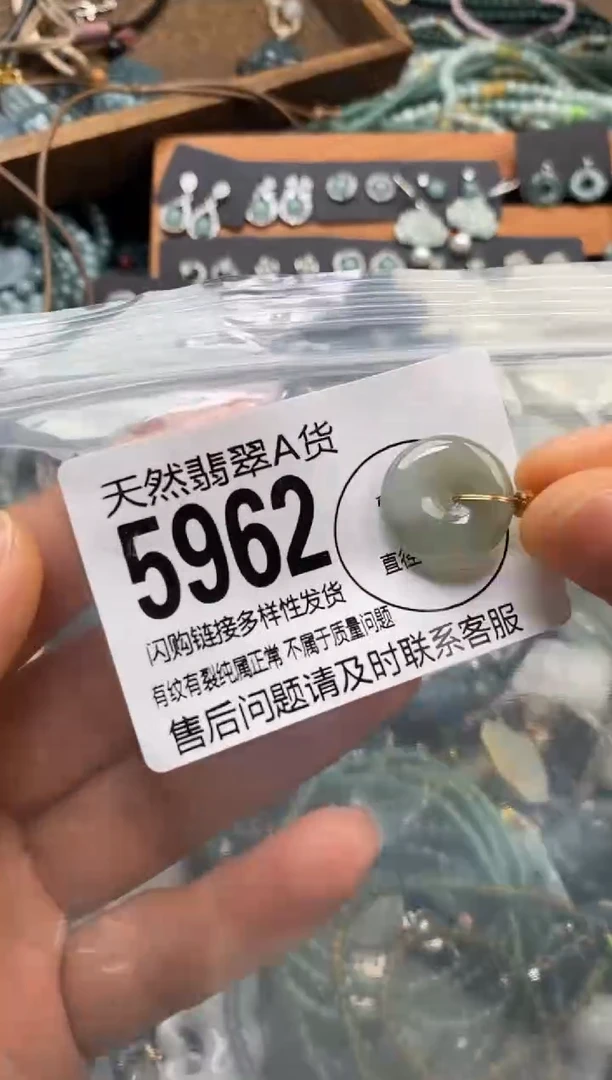 天然翡翠A货
5962
直径
闪购链接多样性发货
有纹有裂纯属正常 不属于质量问题
售后问题请及时联系客服